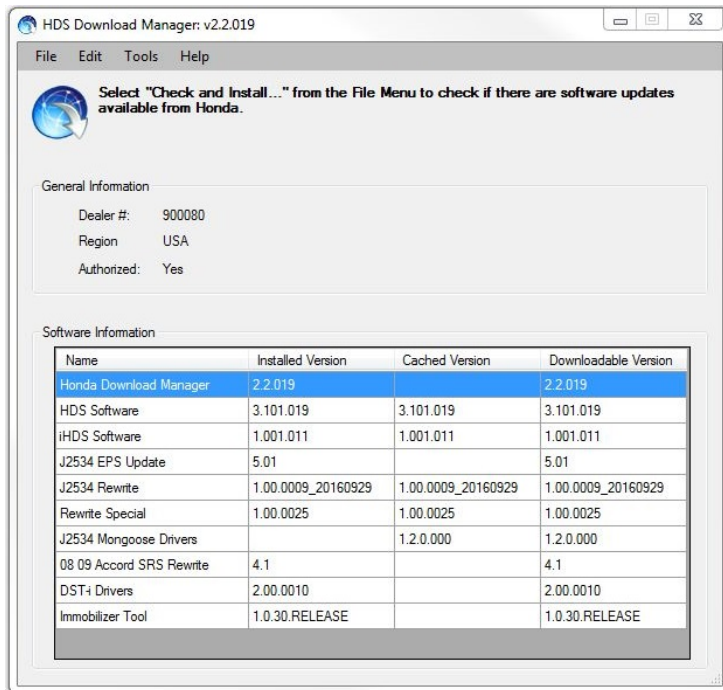 HDS Download Manager: v2.2.019
File Edit Tools Help
Select "Check and Install..." from the File Menu to check if there are software updates
available from Honda.
General Information
Dealer #: 900080
Region USA
Authorized: Yes
Software Information
Name Installed Version Cached Version Downloadable Version
Honda Download Manager 2.2.019 2.2.019
HDS Software 3.101.019 3.101.019 3.101.019
iHDS Software 1.001.011 1.001.011 1.001.011
J2534 EPS Update 5.01 5.01
J2534 Rewrite 1.00.0009_20160929 1.00.0009_20160929 1.00.0009_20160929
Rewrite Special 1.00.0025 1.00.0025 1.00.0025
J2534 Mongoose Drivers 1.2.0.000 1.2.0.000
08 09 Accord SRS Rewrite 4.1 4.1
DST-i Drivers 2.00.0010 2.00.0010
Immobilizer Tool 1.0.30.RELEASE 1.0.30.RELEASE